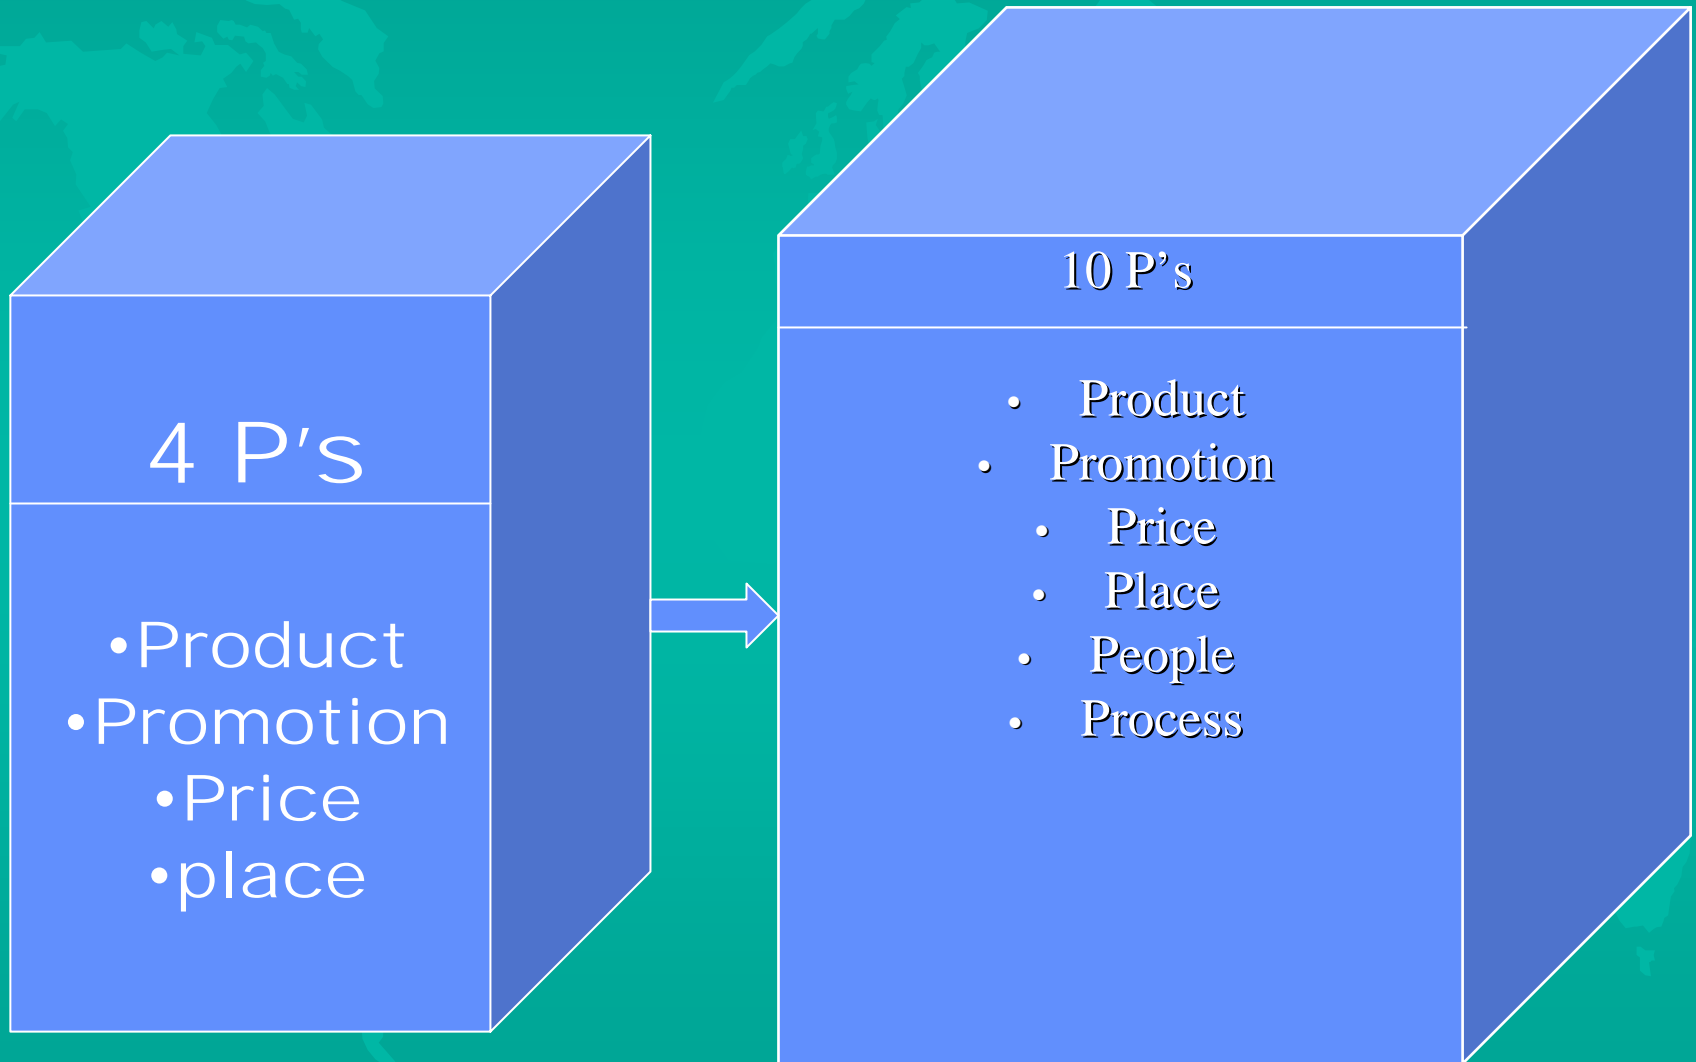 4 P's
•Product
•Promotion
•Price
•place
10 P’s
• Product
• Promotion
• Price
• Place
• People
• Process